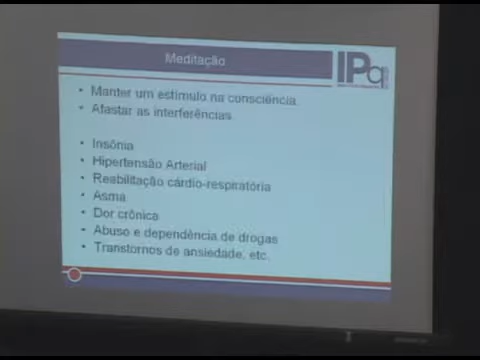 Meditação
IPq
• Manter um estímulo na consciência.
• Afastar as interferências.
• Insônia
• Hipertensão Arterial
• Reabilitação cárdio-respiratória
• Asma
• Dor crônica
• Abuso e dependência de drogas
• Transtornos de ansiedade, etc.